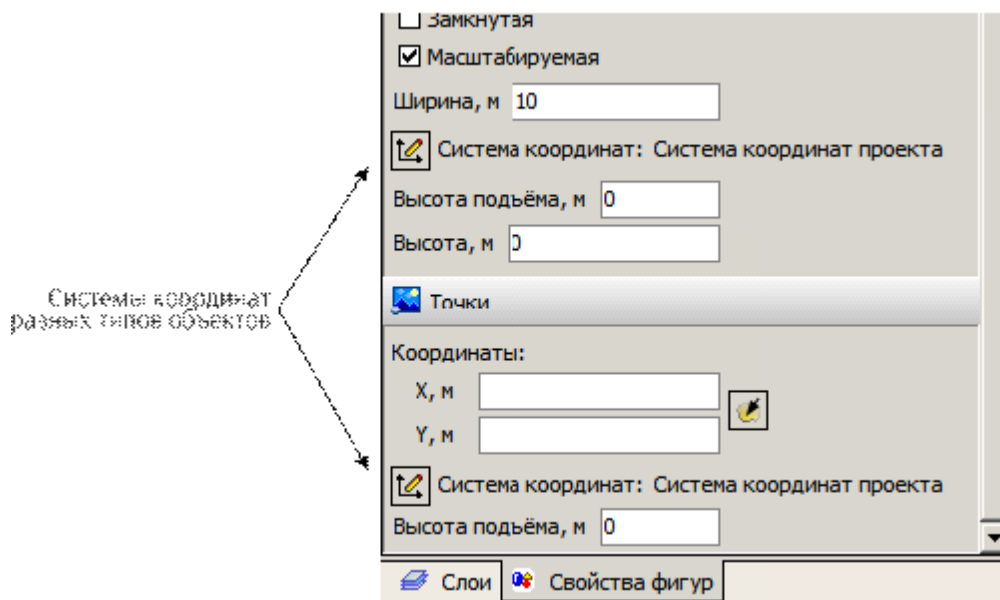 Замкнутая
Масштабируемая
Ширина, м 10
Система координат: Система координат проекта
Высота подъёма, м 0
Высота, м 0
Системы координат
разных типов объектов
Точки
Координаты:
X, м
Y, м
Система координат: Система координат проекта
Высота подъёма, м 0
Слои
Свойства фигур